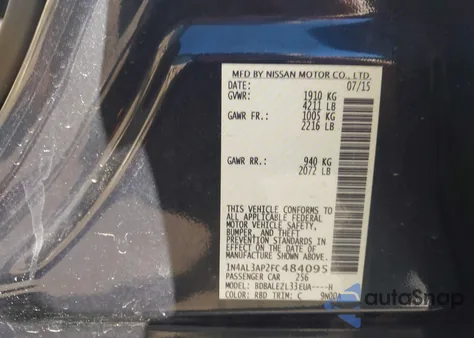 MFD BY NISSAN MOTOR CO., LTD.
DATE: 07/15
GVWR: 1910 KG
4211 LB
GAWR FR.: 1005 KG
2216 LB
GAWR RR.: 940 KG
2072 LB
THIS VEHICLE CONFORMS TO
ALL APPLICABLE FEDERAL
MOTOR VEHICLE SAFETY,
BUMPER, AND THEFT
PREVENTION STANDARDS IN
EFFECT ON THE DATE OF
MANUFACTURE SHOWN ABOVE.
1N4AL3AP2FC484095
PASSENGER CAR 256
MODEL: BDBALEZL33EUA----H
COLOR: RBD TRIM: C
autoSnap